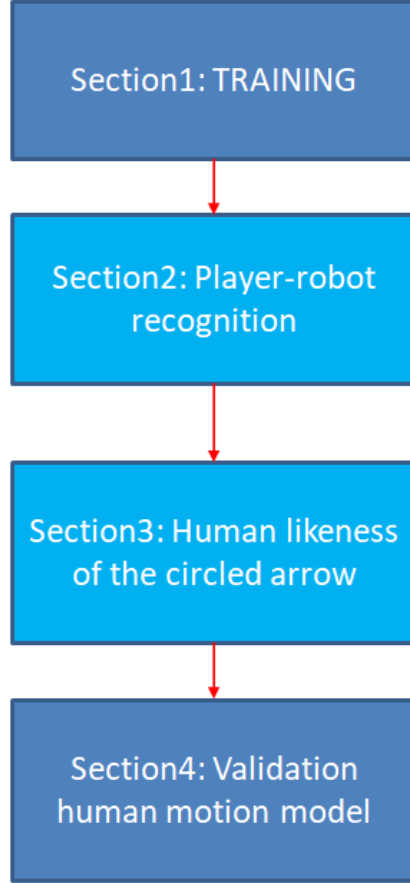 Section1: TRAINING
Section2: Player-robot
recognition
Section3: Human likeness
of the circled arrow
Section4: Validation
human motion model